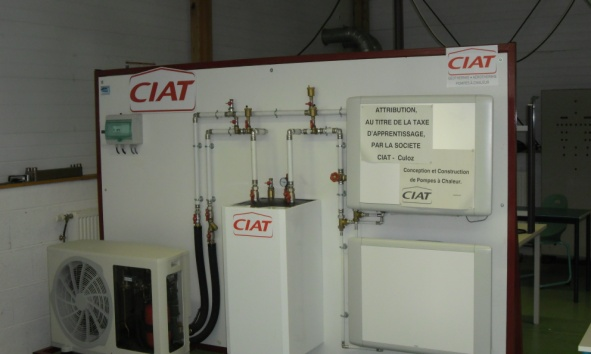 CIAT
CIAT
ATTRIBUTION,
AU TITRE DE LA TAXE
D'APPRENTISSAGE,
PAR LA SOCIETE
CIAT - Culoz
Conception et Construction
de Pompes à Chaleur.
CIAT
CIAT